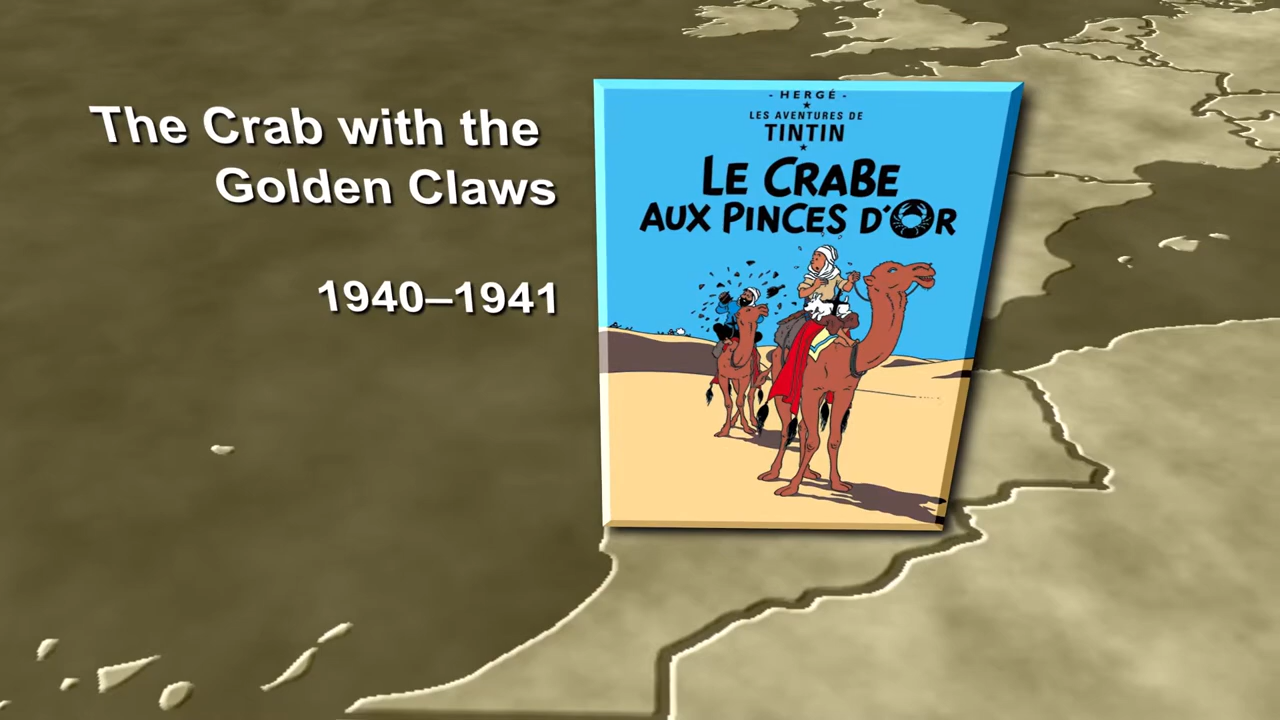 The Crab with the
Golden Claws
1940–1941
- HERGÉ -
LES AVENTURES DE
TINTIN
LE CRABE
AUX PINCES D'OR